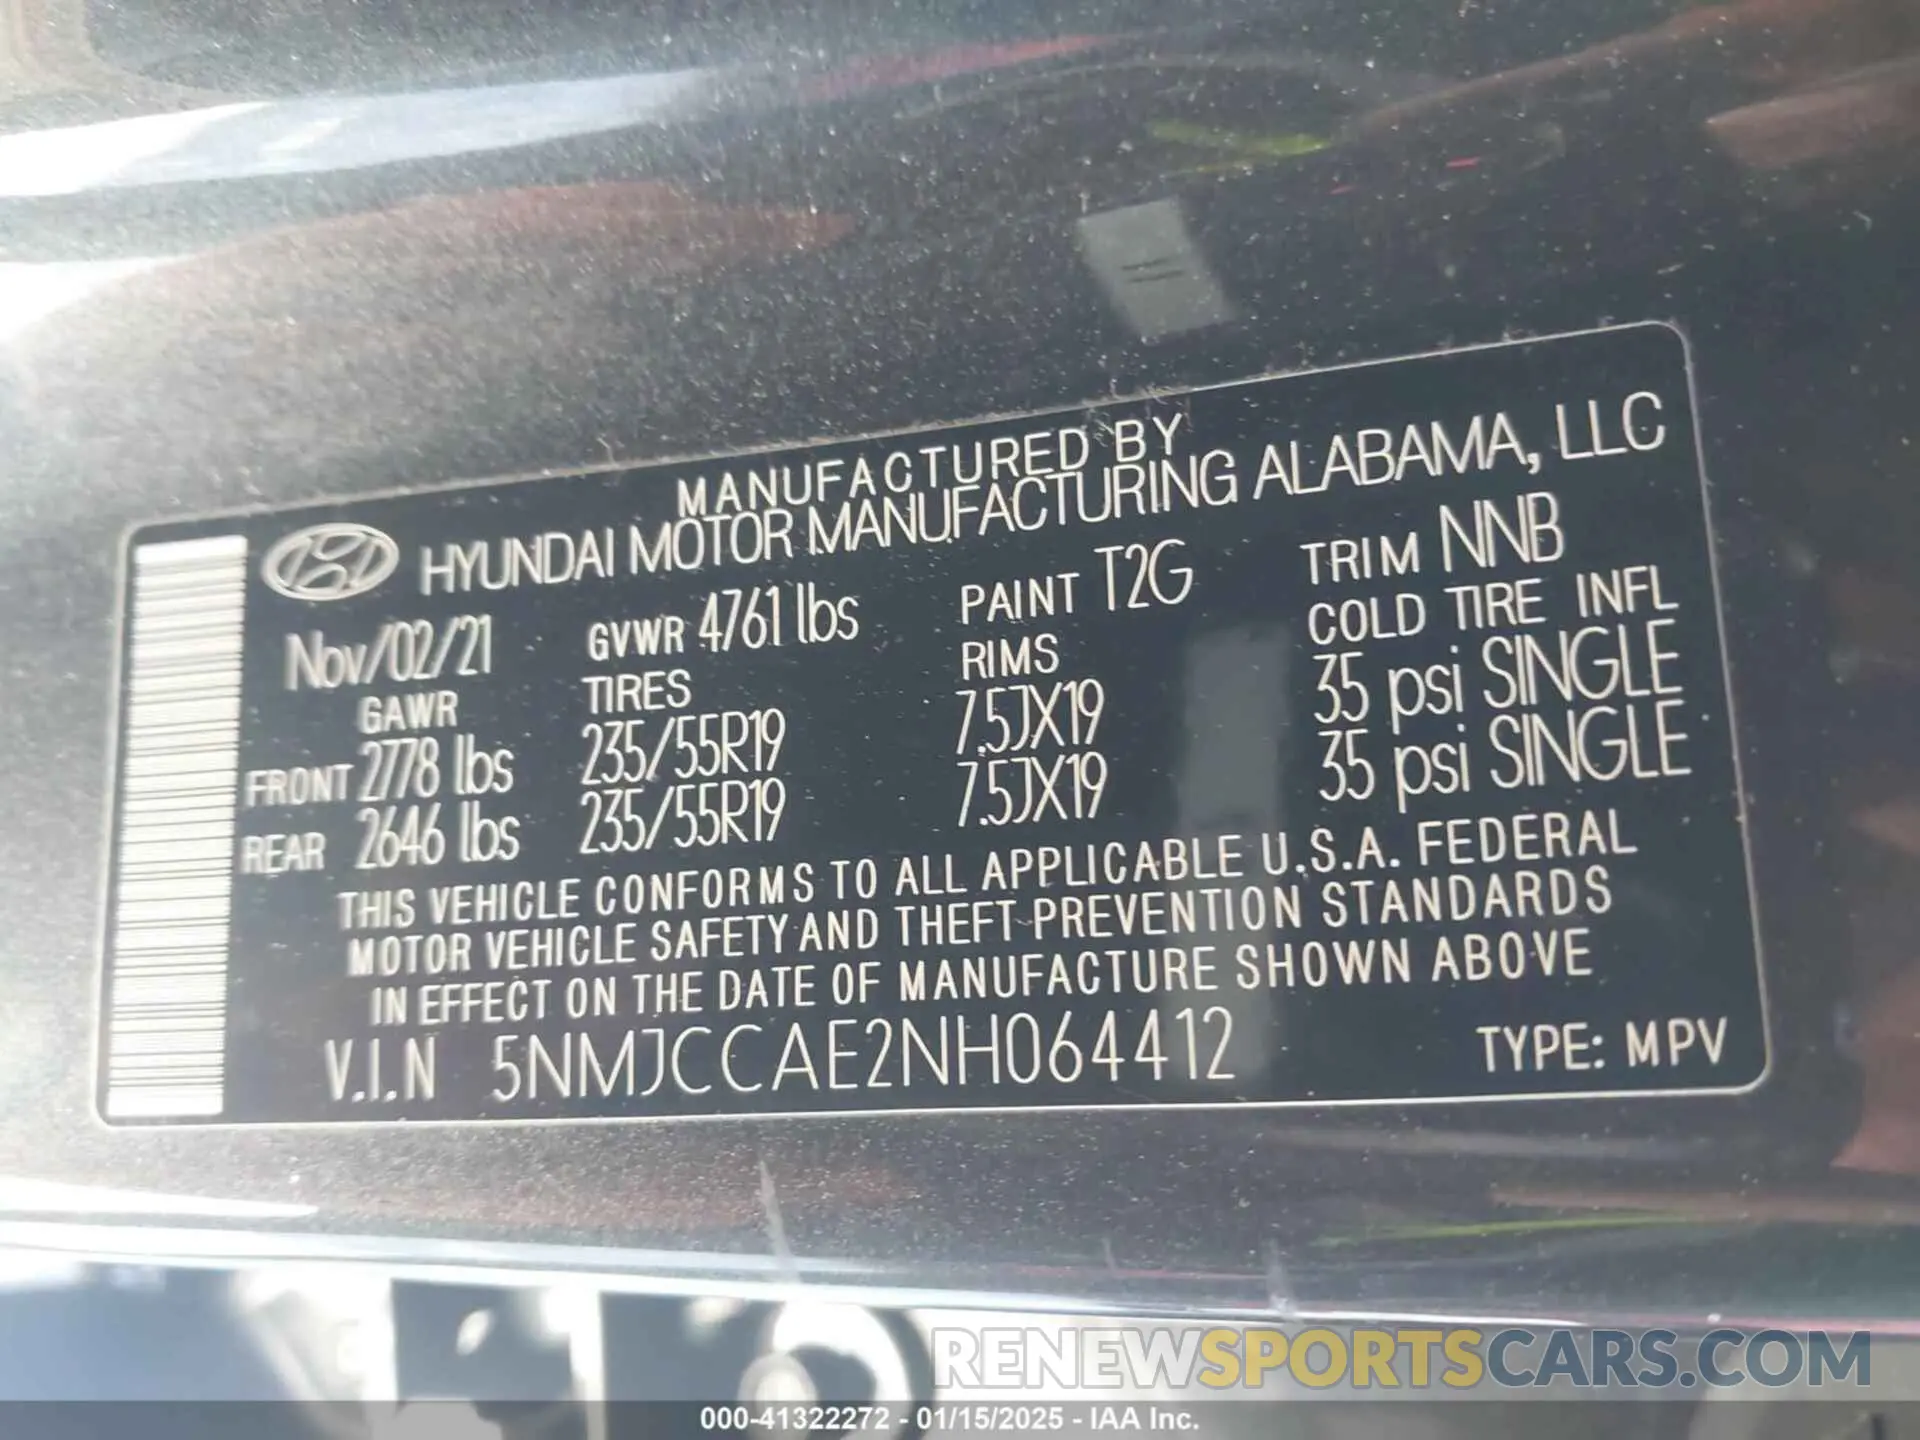 MANUFACTURED BY
HYUNDAI MOTOR MANUFACTURING ALABAMA, LLC
Nov/02/21 GVWR 4761 lbs PAINT T2G TRIM NNB
GAWR TIRES RIMS COLD TIRE INFL
FRONT 2778 lbs 235/55R19 7.5JX19 35 psi SINGLE
REAR 2646 lbs 235/55R19 7.5JX19 35 psi SINGLE
THIS VEHICLE CONFORMS TO ALL APPLICABLE U.S.A. FEDERAL
MOTOR VEHICLE SAFETY AND THEFT PREVENTION STANDARDS
IN EFFECT ON THE DATE OF MANUFACTURE SHOWN ABOVE
V.I.N 5NMJCCAE2NH064412 TYPE: MPV
RENEWSPORTSCARS.COM
000-41322272 - 01/15/2025 - IAA Inc.